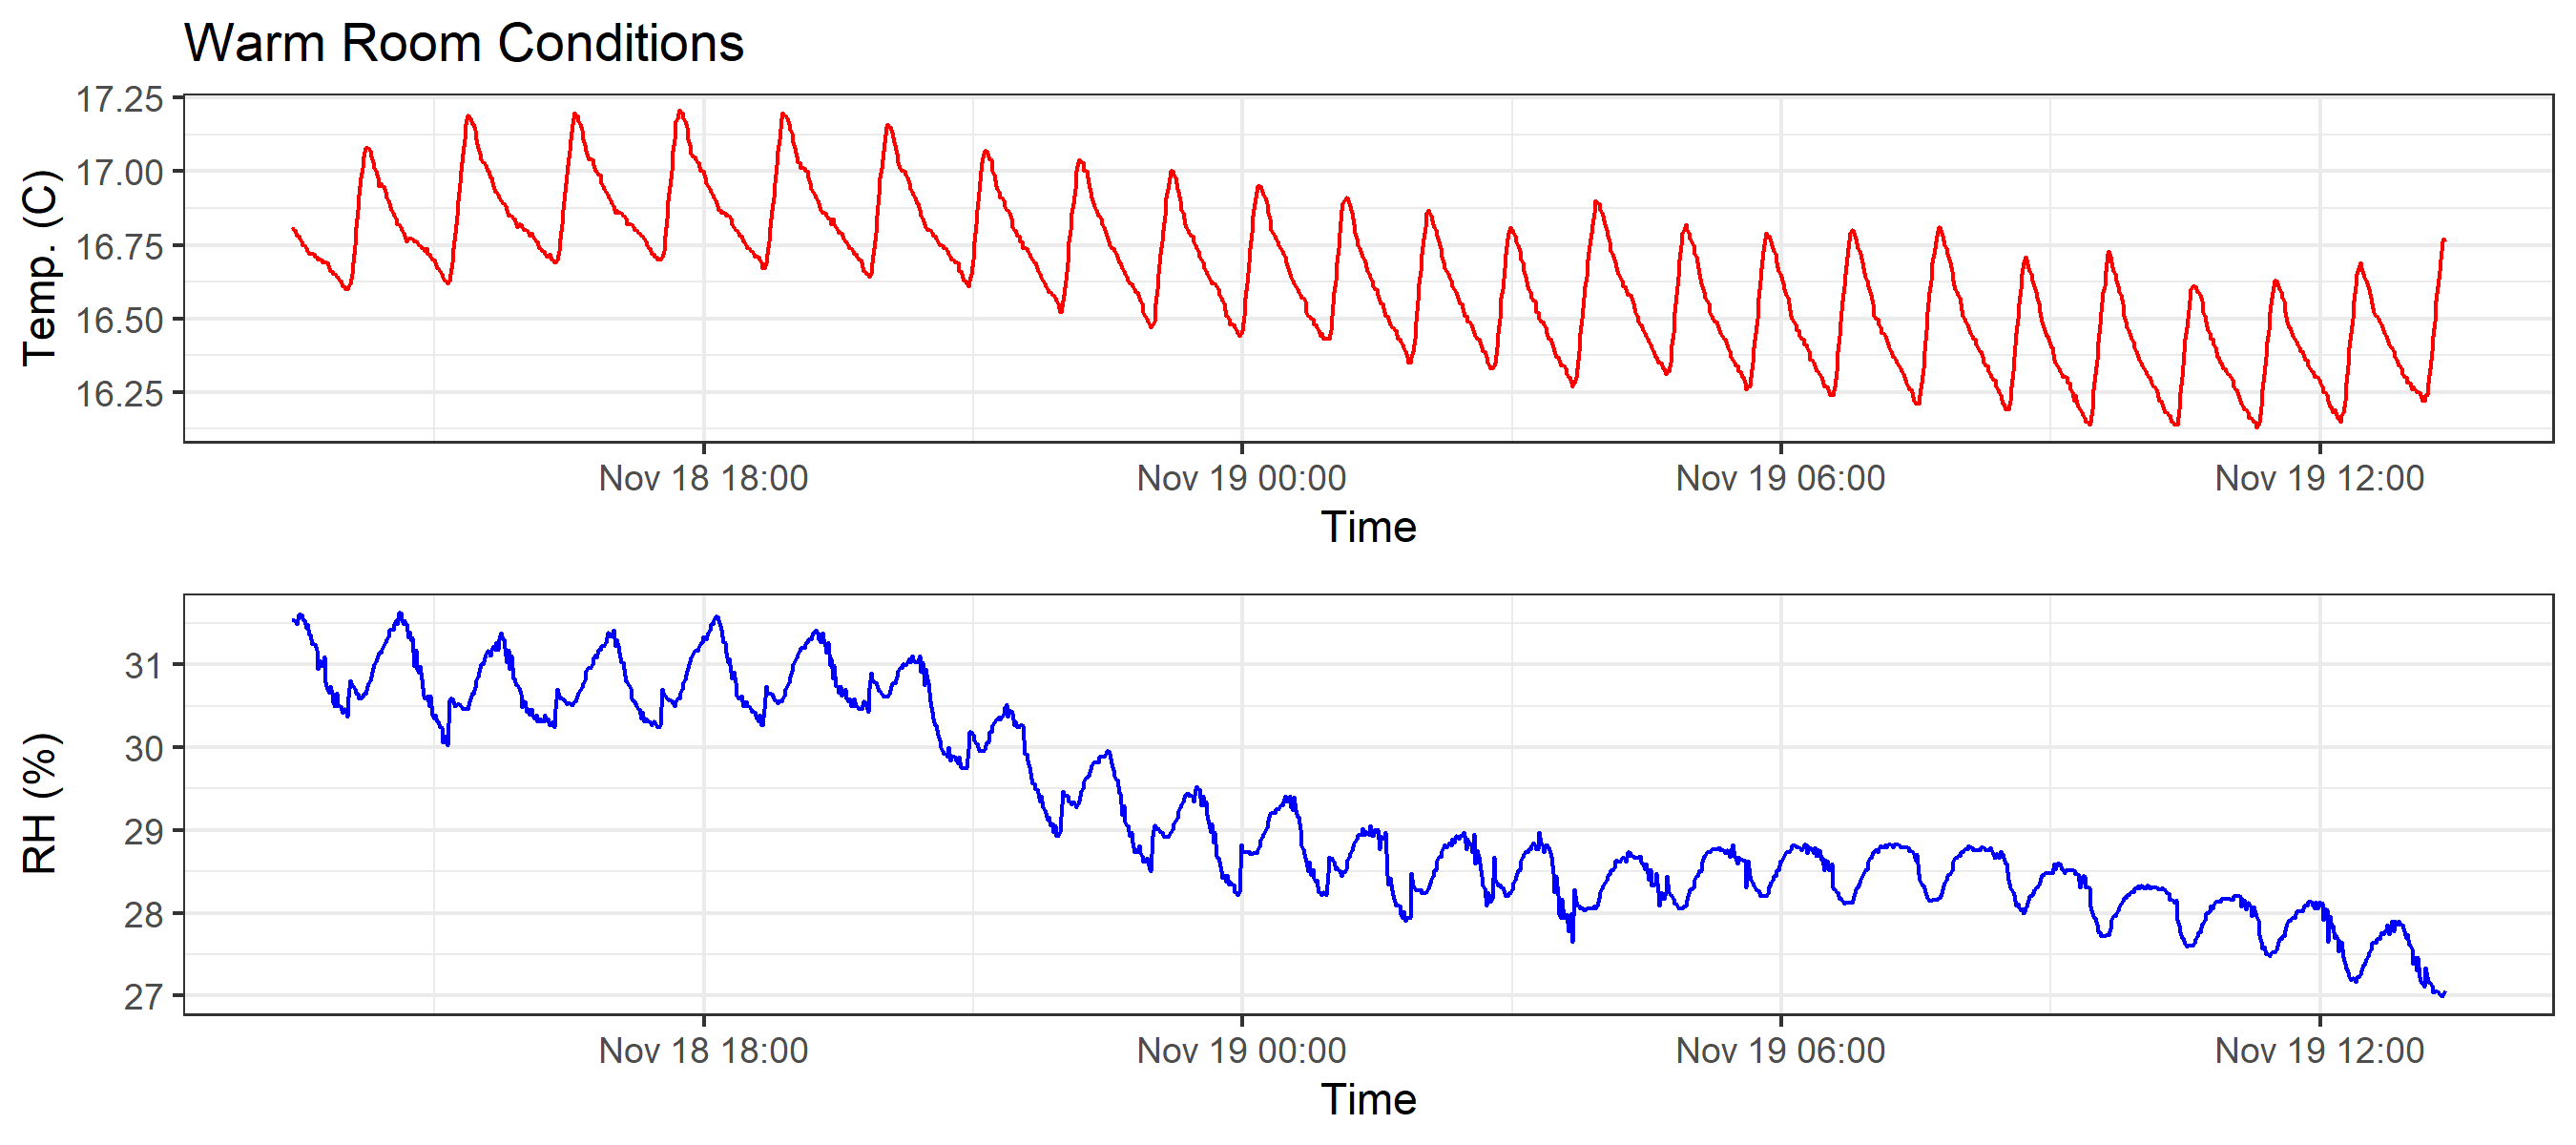 Warm Room Conditions
17.25
17.00
16.75
16.50
16.25
Temp. (C)
Nov 18 18:00 Nov 19 00:00 Nov 19 06:00 Nov 19 12:00
Time
31
30
29
28
27
RH (%)
Nov 18 18:00 Nov 19 00:00 Nov 19 06:00 Nov 19 12:00
Time